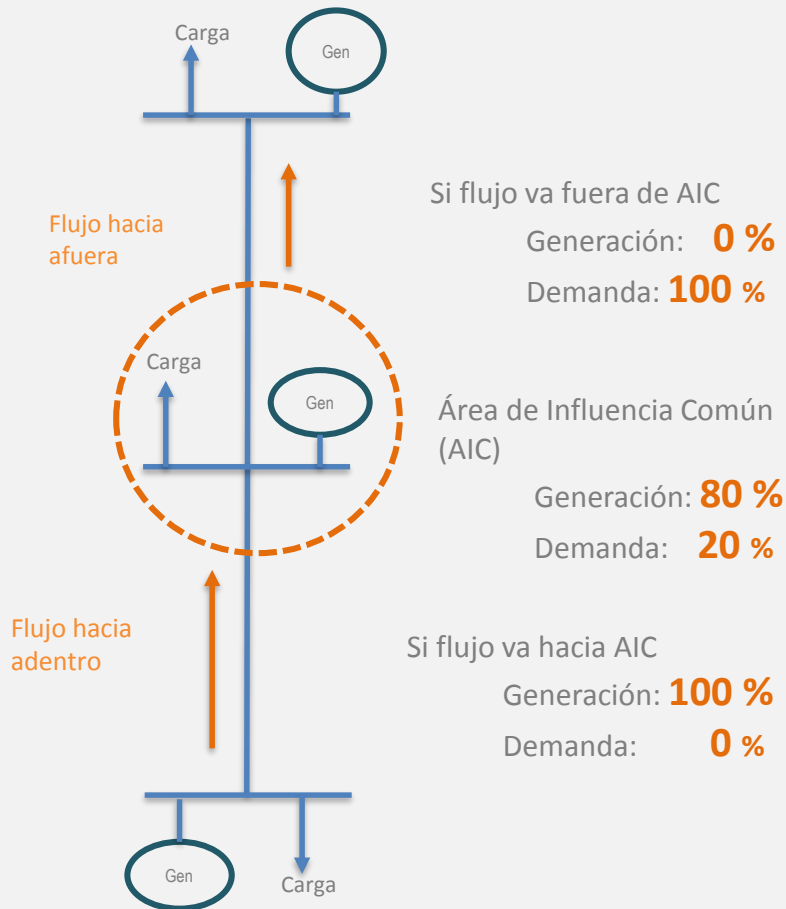 Carga
Gen
Flujo hacia
afuera
Si flujo va fuera de AIC
Generación: 0 %
Demanda: 100 %
Carga
Gen
Área de Influencia Común
(AIC)
Generación: 80 %
Demanda: 20 %
Flujo hacia
adentro
Si flujo va hacia AIC
Generación: 100 %
Demanda: 0 %
Gen
Carga